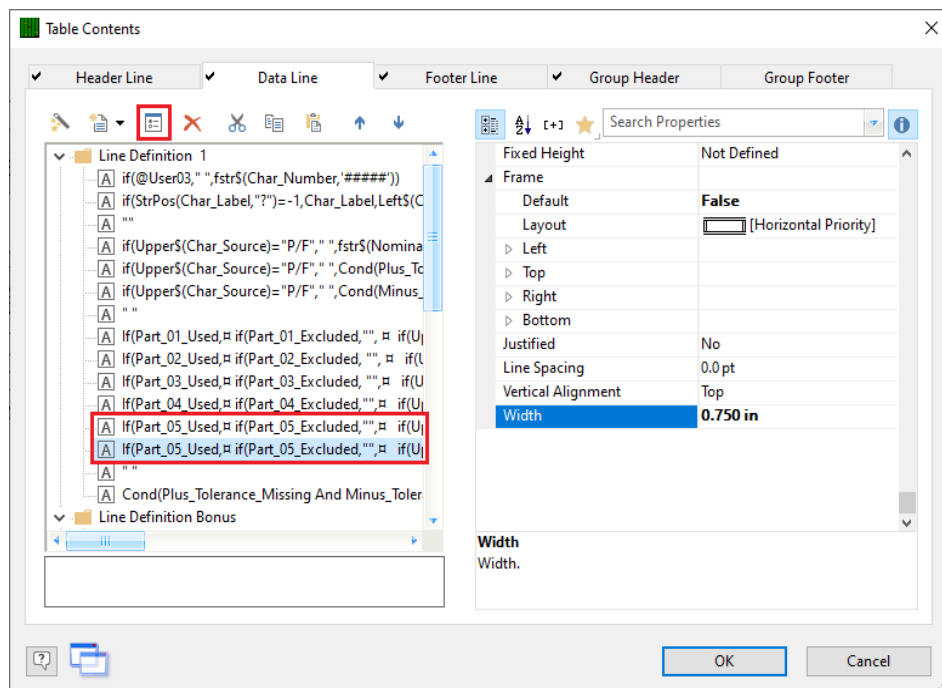 Table Contents
Header Line
Data Line
Footer Line
Group Header
Group Footer
Search Properties
Line Definition 1
if(@User03," ",fstr$(Char_Number,'#####'))
if(StrPos(Char_Label,"?")=-1,Char_Label,Left$(C
""
if(Upper$(Char_Source)="P/F"," ",fstr$(Nomina
if(Upper$(Char_Source)="P/F"," ",Cond(Plus_To
if(Upper$(Char_Source)="P/F"," ",Cond(Minus_
" "
If(Part_01_Used,¤ if(Part_01_Excluded,"", ¤ if(U
If(Part_02_Used,¤ if(Part_02_Excluded, "", ¤ if(U
If(Part_03_Used,¤ if(Part_03_Excluded, "",¤ if(U
If(Part_04_Used,¤ if(Part_04_Excluded,"",¤ if(U
If(Part_05_Used,¤ if(Part_05_Excluded,"",¤ if(U
If(Part_05_Used,¤ if(Part_05_Excluded,"",¤ if(U
" "
Cond(Plus_Tolerance_Missing And Minus_Toler
Line Definition Bonus
Fixed Height Not Defined
Frame
Default False
Layout [Horizontal Priority]
Left
Top
Right
Bottom
Justified No
Line Spacing 0.0 pt
Vertical Alignment Top
Width 0.750 in
Width
Width.
OK
Cancel